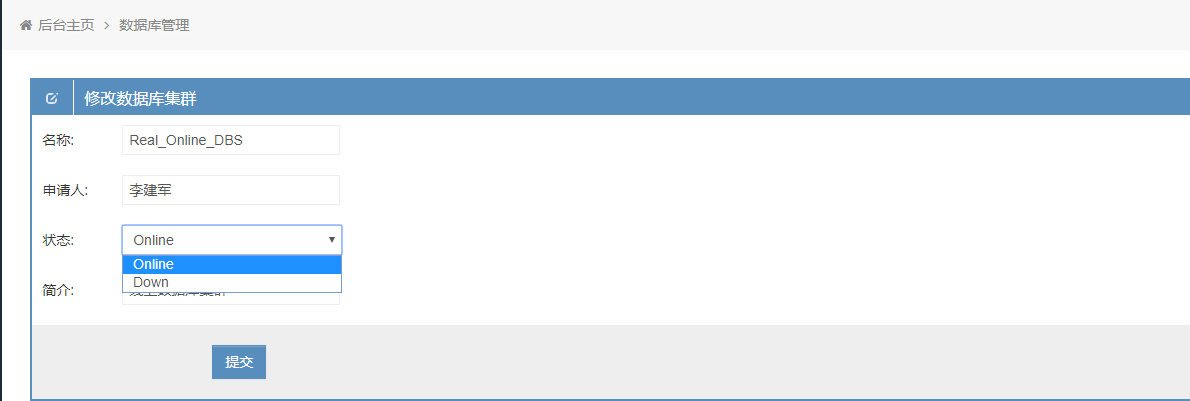 后台主页 > 数据库管理
修改数据库集群
名称: Real_Online_DBS
申请人: 李建军
状态: Online
Online
Down
简介:
提交